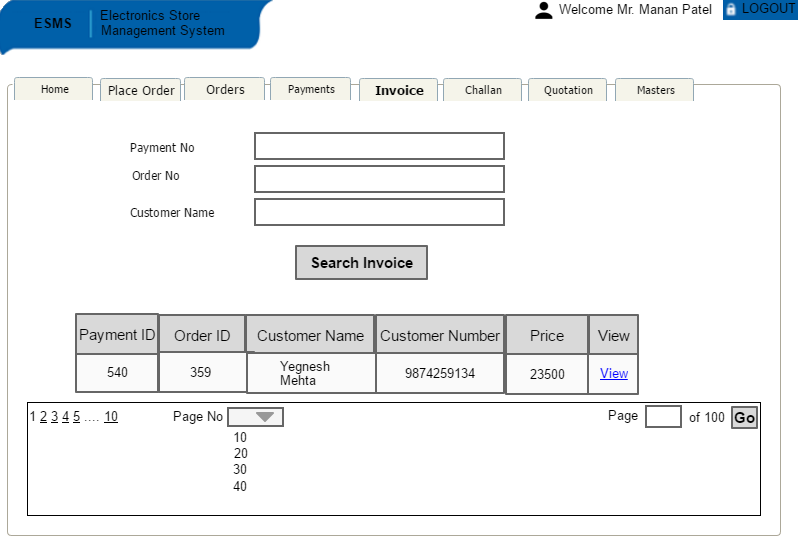 ESMS
Electronics Store
Management System
Welcome Mr. Manan Patel
LOGOUT
Home
Place Order
Orders
Payments
Invoice
Challan
Quotation
Masters
Payment No
Order No
Customer Name
Search Invoice
Payment ID Order ID Customer Name Customer Number Price View
540 359 Yegnesh
Mehta 9874259134 23500 View
1 2 3 4 5 .... 10 Page No Page of 100 Go
10
20
30
40